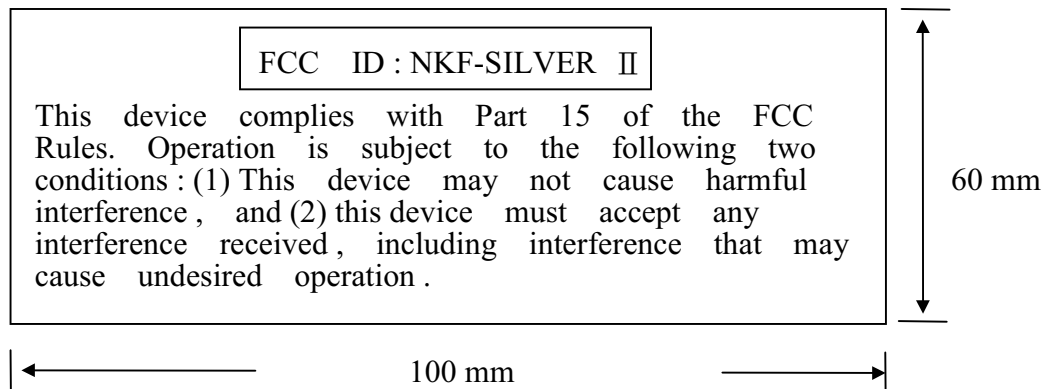 FCC ID : NKF-SILVER Ⅱ
This device complies with Part 15 of the FCC
Rules. Operation is subject to the following two
conditions : (1) This device may not cause harmful
interference , and (2) this device must accept any
interference received , including interference that may
cause undesired operation .
60 mm
100 mm